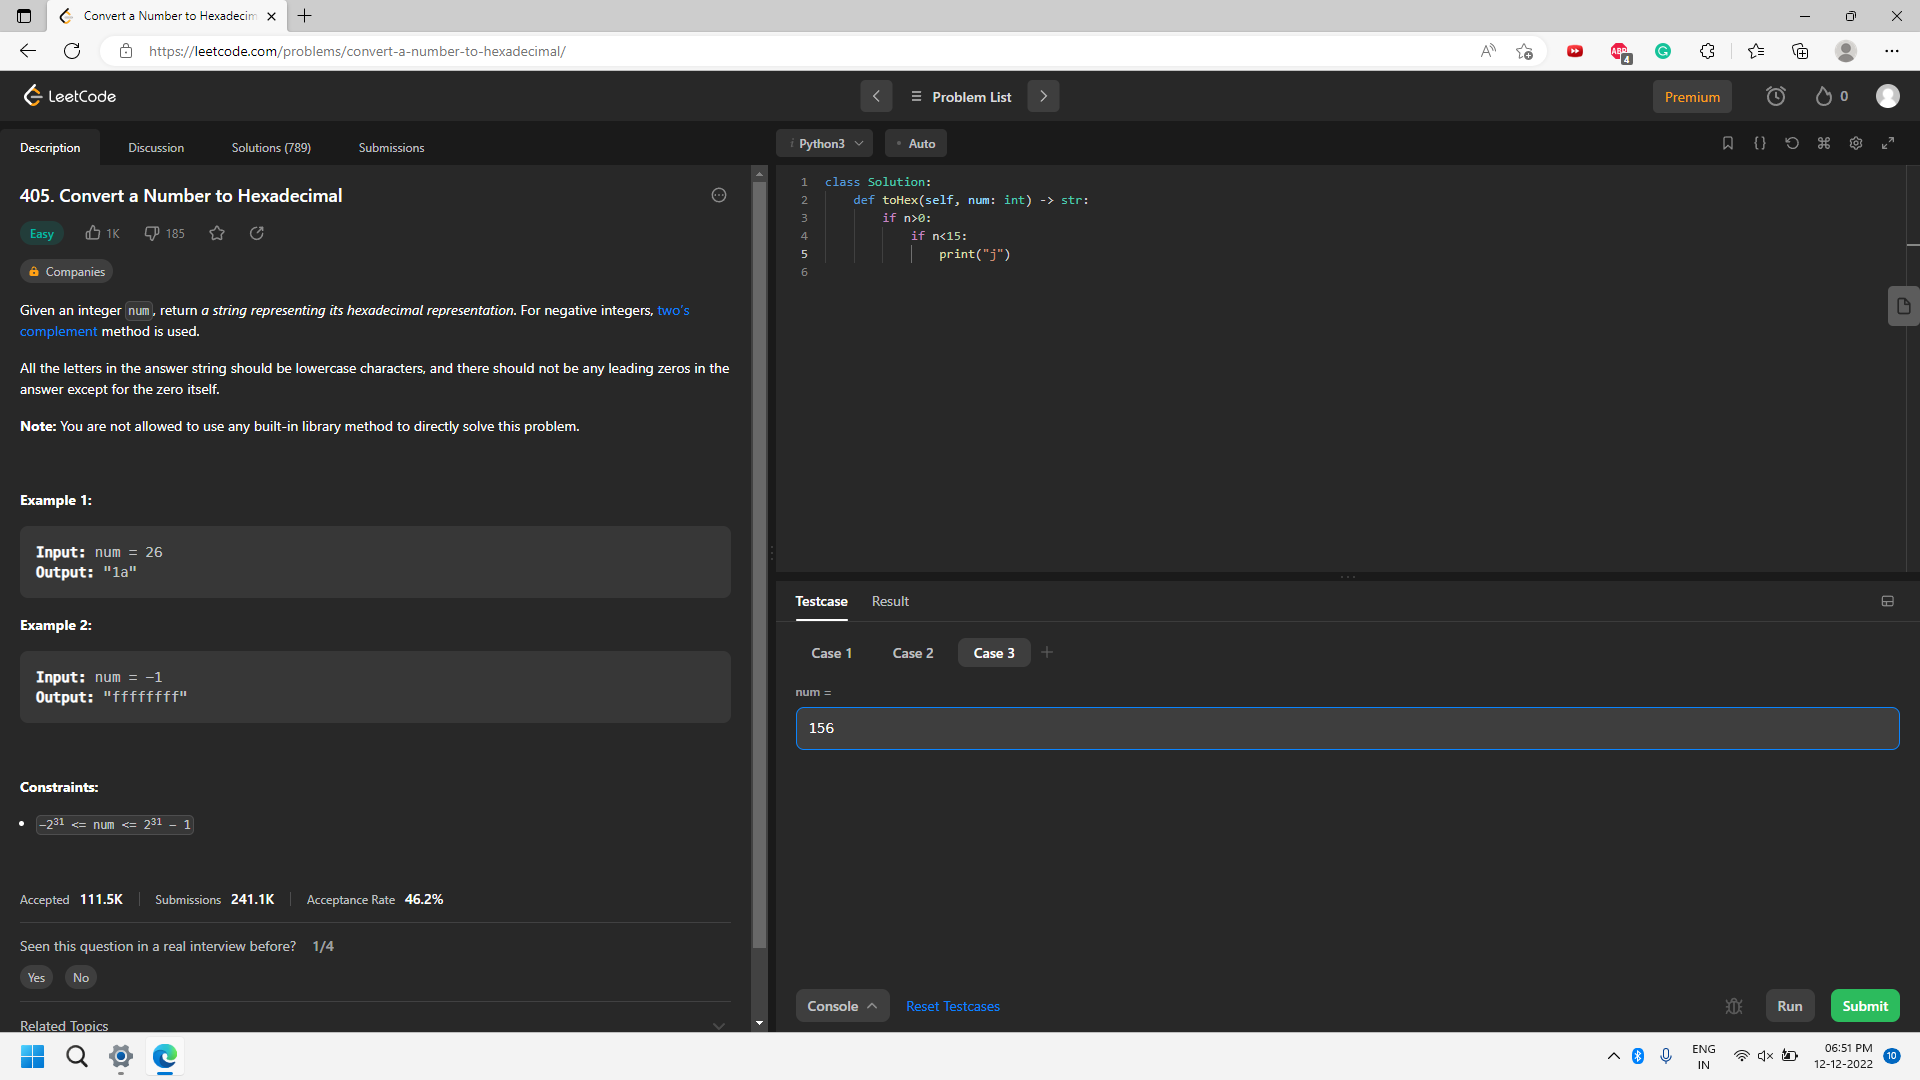 Convert a Number to Hexadecim
https://leetcode.com/problems/convert-a-number-to-hexadecimal/
ABP
4
LeetCode
Problem List
Premium
0
Description
Discussion
Solutions (789)
Submissions
i Python3
Auto
405. Convert a Number to Hexadecimal
Easy
1K
185
Companies
Given an integer num, return a string representing its hexadecimal representation. For negative integers, two's
complement method is used.
All the letters in the answer string should be lowercase characters, and there should not be any leading zeros in the
answer except for the zero itself.
Note: You are not allowed to use any built-in library method to directly solve this problem.
Example 1:
Input: num = 26
Output: "1a"
Example 2:
Input: num = -1
Output: "ffffffff"
Constraints:
-2³¹ <= num <= 2³¹ - 1
Accepted 111.5K
Submissions 241.1K
Acceptance Rate 46.2%
Seen this question in a real interview before? 1/4
Yes
No
Related Topics
1 class Solution:
2 def toHex(self, num: int) -> str:
3 if n>0:
4 if n<15:
5 print("j")
6
Testcase
Result
Case 1
Case 2
Case 3
num =
156
Console
Reset Testcases
Run
Submit
ENG
IN
06:51 PM
12-12-2022
10